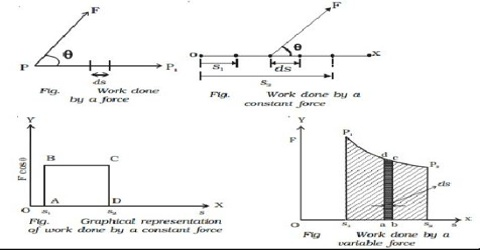 F
θ
P
P₁
ds
Fig. Work done
by a force
F
θ
O
x
s₁
ds
s₂
Fig. Work done by a
constant force
Y
F cosθ
B
C
A
D
O
s₁
s₂
s
X
Fig. Graphical representation
of work done by a constant force
Y
F
P₁
d
c
P₂
ds
O
s₁
a
b
s₂
s
x
Fig Work done by a
variable force